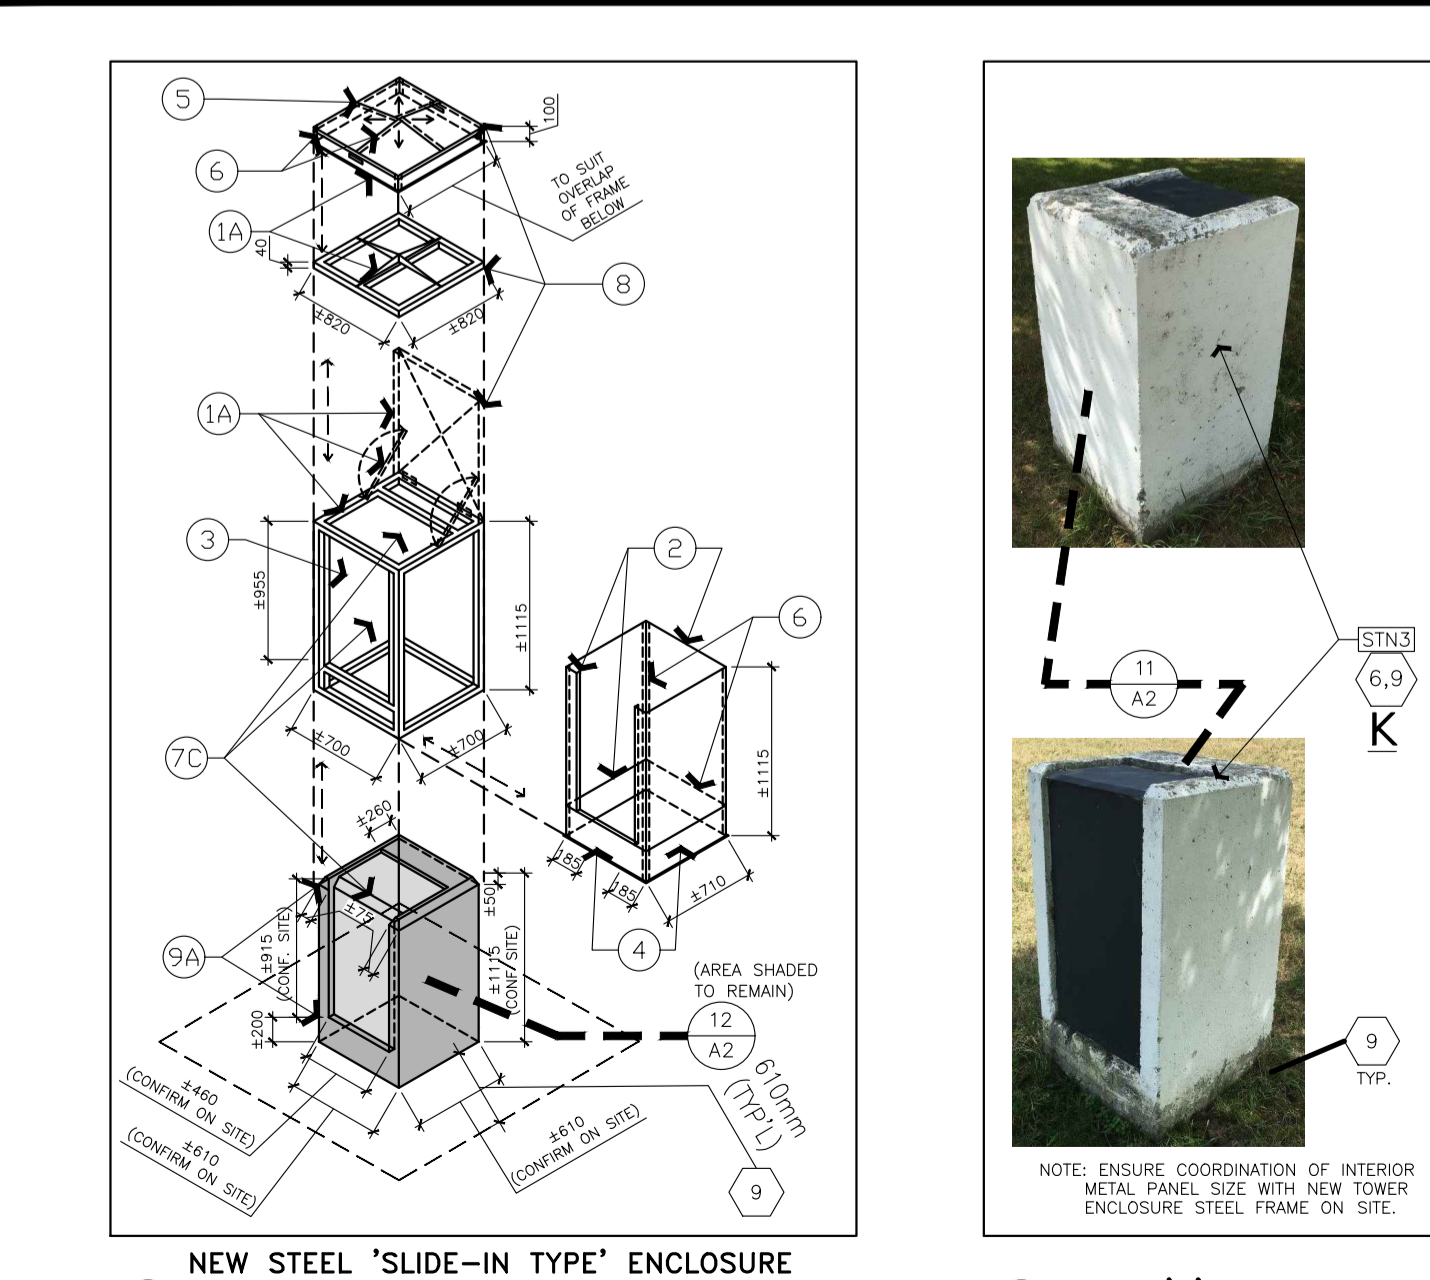 5
100
6
TO SUIT
OVERLAP
OF FRAME
BELOW
1A
40
8
±820
±820
1A
3
2
±955
±1115
6
±700
±700
7C
±1115
±260
185
185
±710
±50
±75
4
9A
±915
(CONF. SITE)
±1115
(CONF. SITE)
(AREA SHADED
TO REMAIN)
12
A2
±200
610mm
(TYP'L)
±460
(CONFIRM ON SITE)
±610
(CONFIRM ON SITE)
±610
(CONFIRM ON SITE)
9
NEW STEEL 'SLIDE-IN TYPE' ENCLOSURE
STN3
6,9
K
11
A2
9
TYP.
NOTE: ENSURE COORDINATION OF INTERIOR
METAL PANEL SIZE WITH NEW TOWER
ENCLOSURE STEEL FRAME ON SITE.